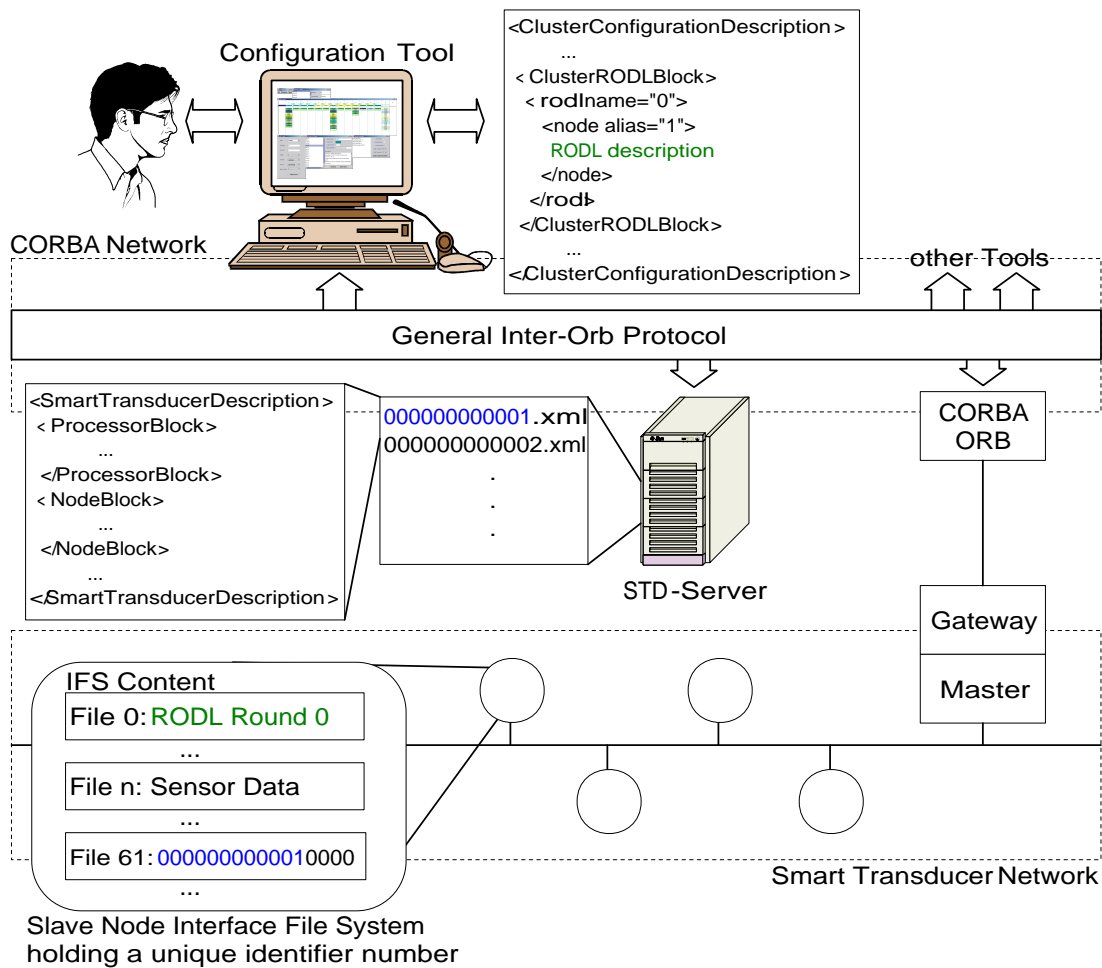 Configuration Tool
<ClusterConfigurationDescription>
...
< ClusterRODLBlock>
< rodlname="0">
<node alias="1">
RODL description
</node>
</rodl>
</ClusterRODLBlock>
...
</ClusterConfigurationDescription>
CORBA Network
other Tools
General Inter-Orb Protocol
<SmartTransducerDescription>
< ProcessorBlock>
...
</ProcessorBlock>
< NodeBlock>
...
</NodeBlock>
...
</SmartTransducerDescription>
000000000001.xml
000000000002.xml
.
.
.
STD-Server
CORBA
ORB
Gateway
Master
IFS Content
File 0: RODL Round 0
...
File n: Sensor Data
...
File 61: 0000000000010000
...
Smart Transducer Network
Slave Node Interface File System
holding a unique identifier number